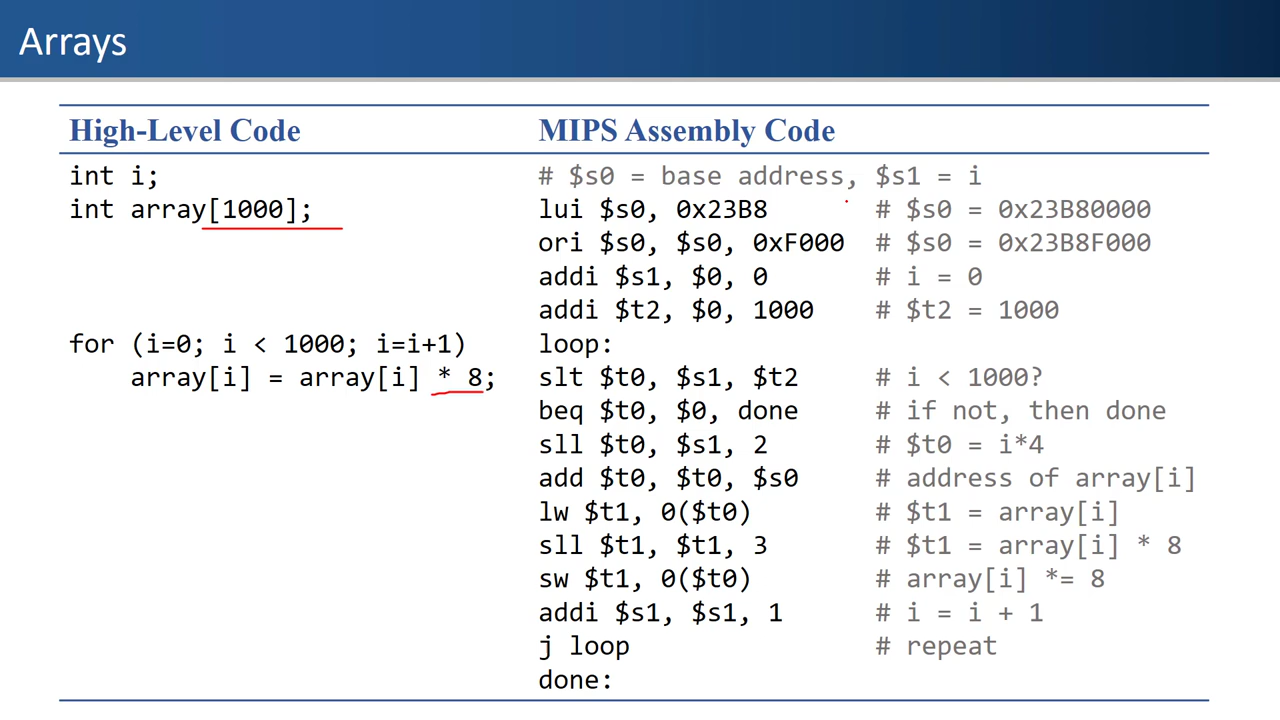 Arrays
High-Level Code
int i;
int array[1000];
for (i=0; i < 1000; i=i+1)
array[i] = array[i] * 8;
MIPS Assembly Code
# $s0 = base address, $s1 = i
lui $s0, 0x23B8 # $s0 = 0x23B80000
ori $s0, $s0, 0xF000 # $s0 = 0x23B8F000
addi $s1, $0, 0 # i = 0
addi $t2, $0, 1000 # $t2 = 1000
loop:
slt $t0, $s1, $t2 # i < 1000?
beq $t0, $0, done # if not, then done
sll $t0, $s1, 2 # $t0 = i*4
add $t0, $t0, $s0 # address of array[i]
lw $t1, 0($t0) # $t1 = array[i]
sll $t1, $t1, 3 # $t1 = array[i] * 8
sw $t1, 0($t0) # array[i] *= 8
addi $s1, $s1, 1 # i = i + 1
j loop # repeat
done: